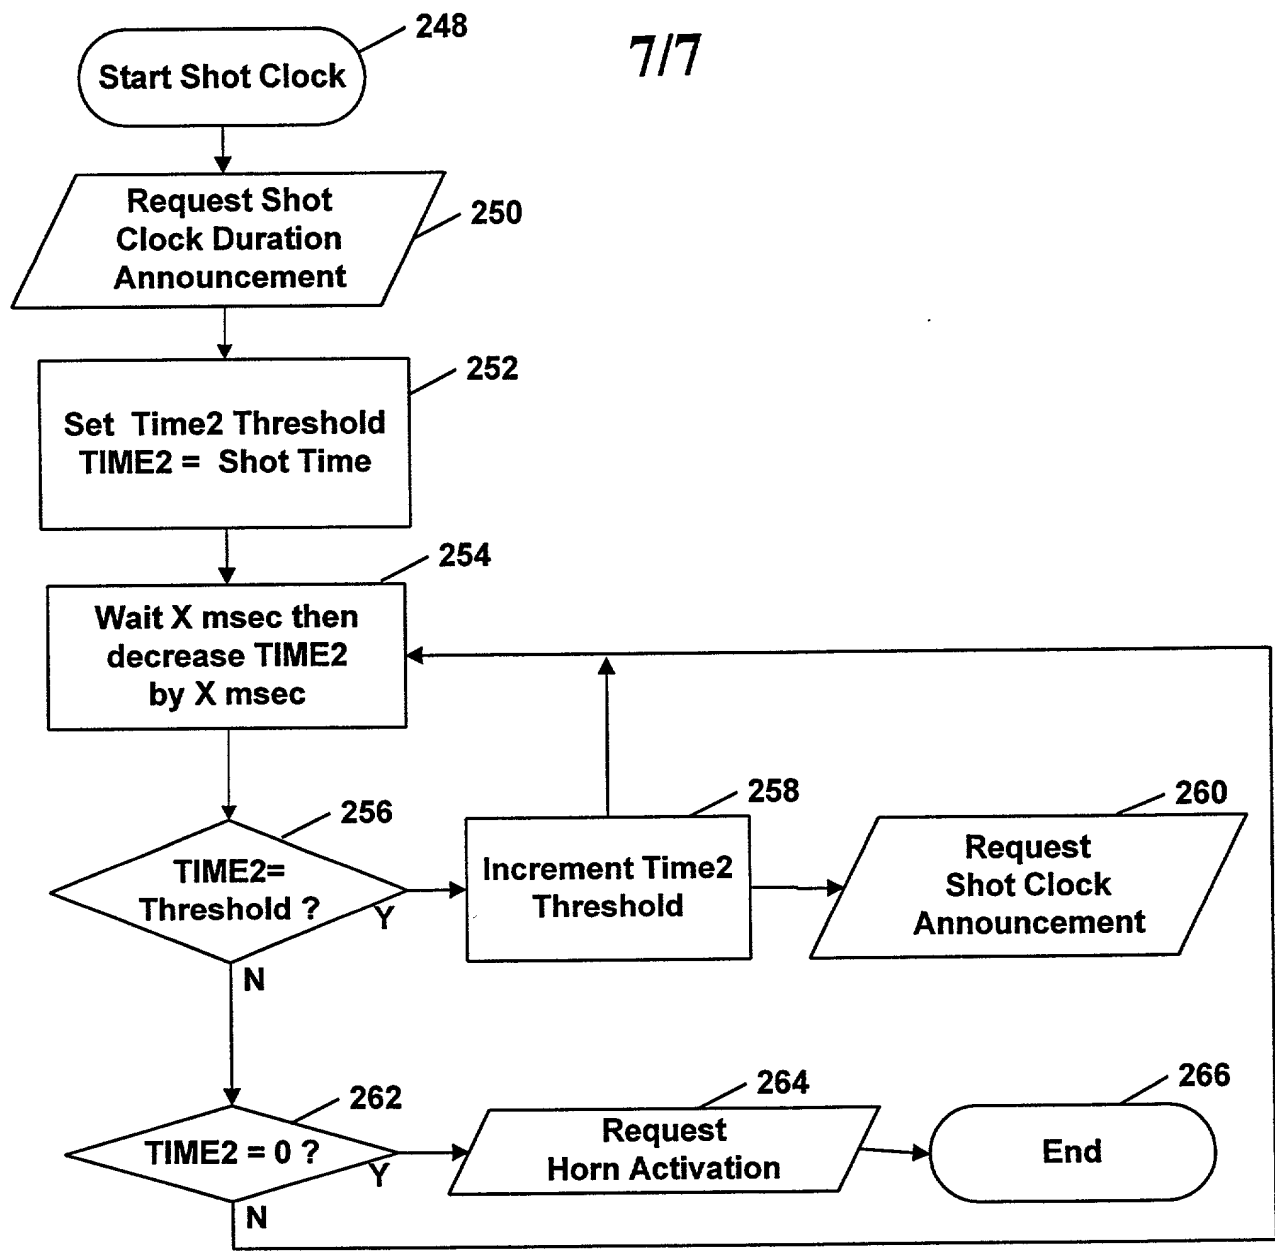 248
7/7
Start Shot Clock
Request Shot
Clock Duration
Announcement
250
252
Set Time2 Threshold
TIME2 = Shot Time
254
Wait X msec then
decrease TIME2
by X msec
256
TIME2=
Threshold ?
Y
N
258
Increment Time2
Threshold
260
Request
Shot Clock
Announcement
262
TIME2 = 0 ?
Y
N
264
Request
Horn Activation
266
End